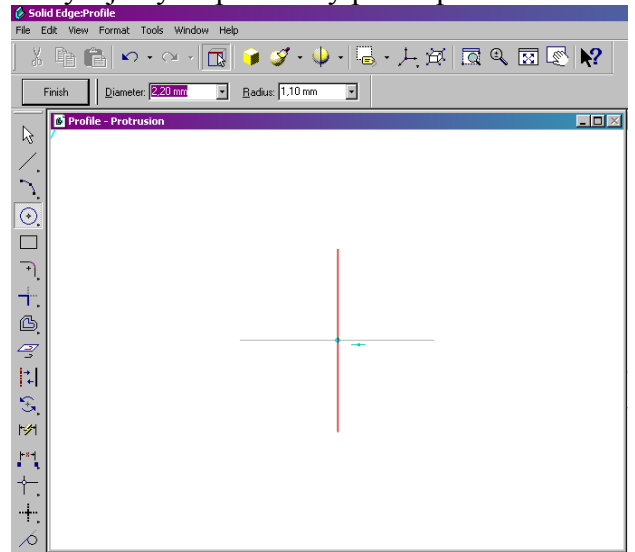 Solid Edge:Profile
File Edit View Format Tools Window Help
Finish Diameter: 2,20 mm Radius: 1,10 mm
Profile - Protrusion